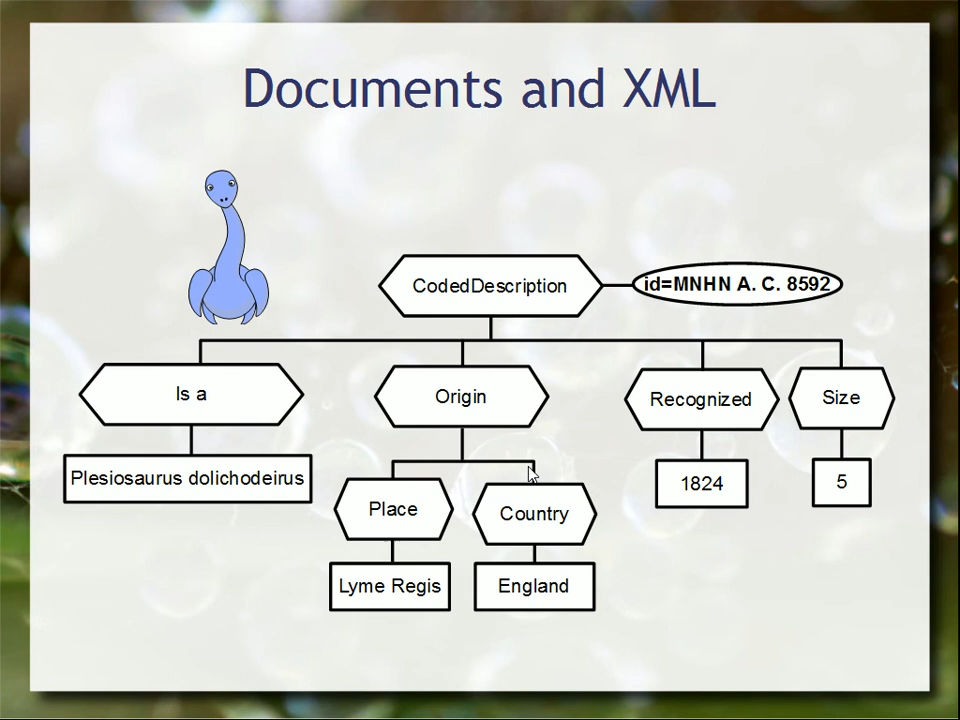 Documents and XML
CodedDescription
id=MNHN A. C. 8592
Is a
Origin
Recognized
Size
Plesiosaurus dolichodeirus
1824
5
Place
Country
Lyme Regis
England